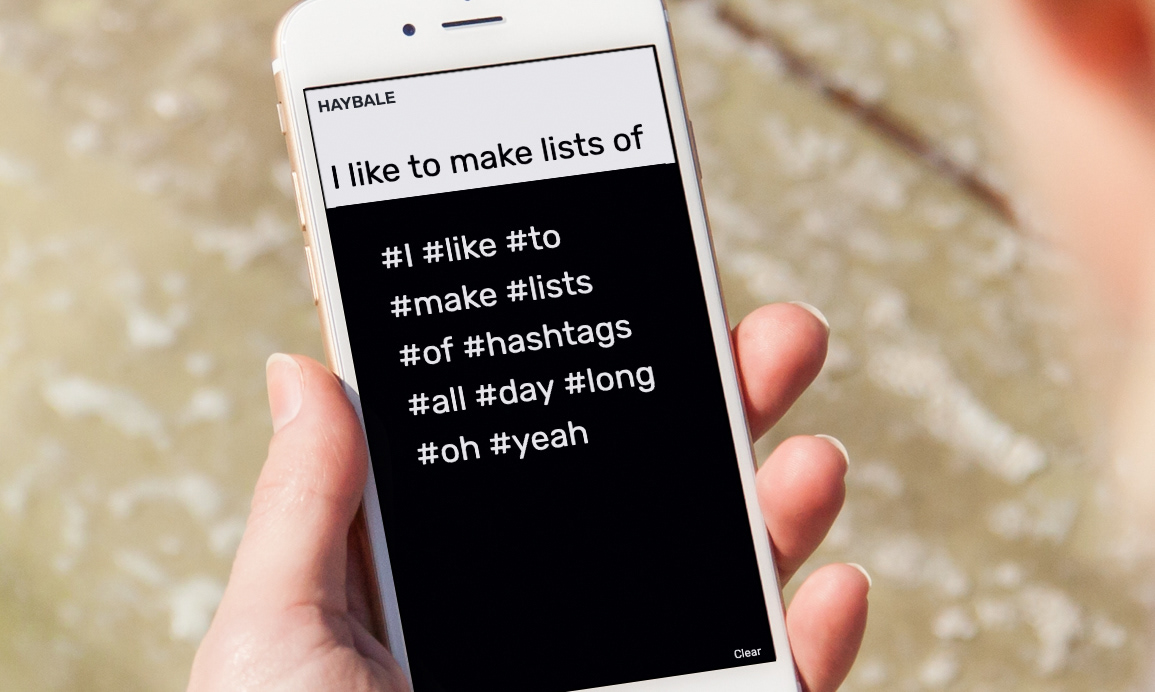 HAYBALE
I like to make lists of
#I #like #to
#make #lists
#of #hashtags
#all #day #long
#oh #yeah
Clear